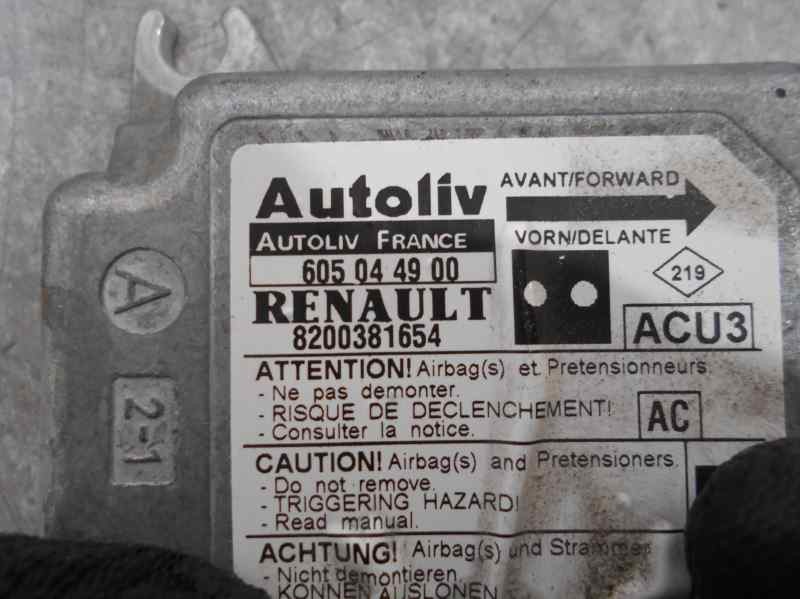 Autoliv
AVANT/FORWARD
AUTOLIV FRANCE
VORN/DELANTE
605 04 49 00
219
RENAULT
8200381654
ACU3
ATTENTION! Airbag(s) et Pretensionneurs
- Ne pas demonter.
- RISQUE DE DECLENCHEMENT!
- Consulter la notice.
AC
CAUTION! Airbag(s) and Pretensioners.
- Do not remove.
- TRIGGERING HAZARD!
- Read manual.
ACHTUNG! Airbag(s) und
- Nicht demontieren.
KONNEN AUSLONEN
A
2-1